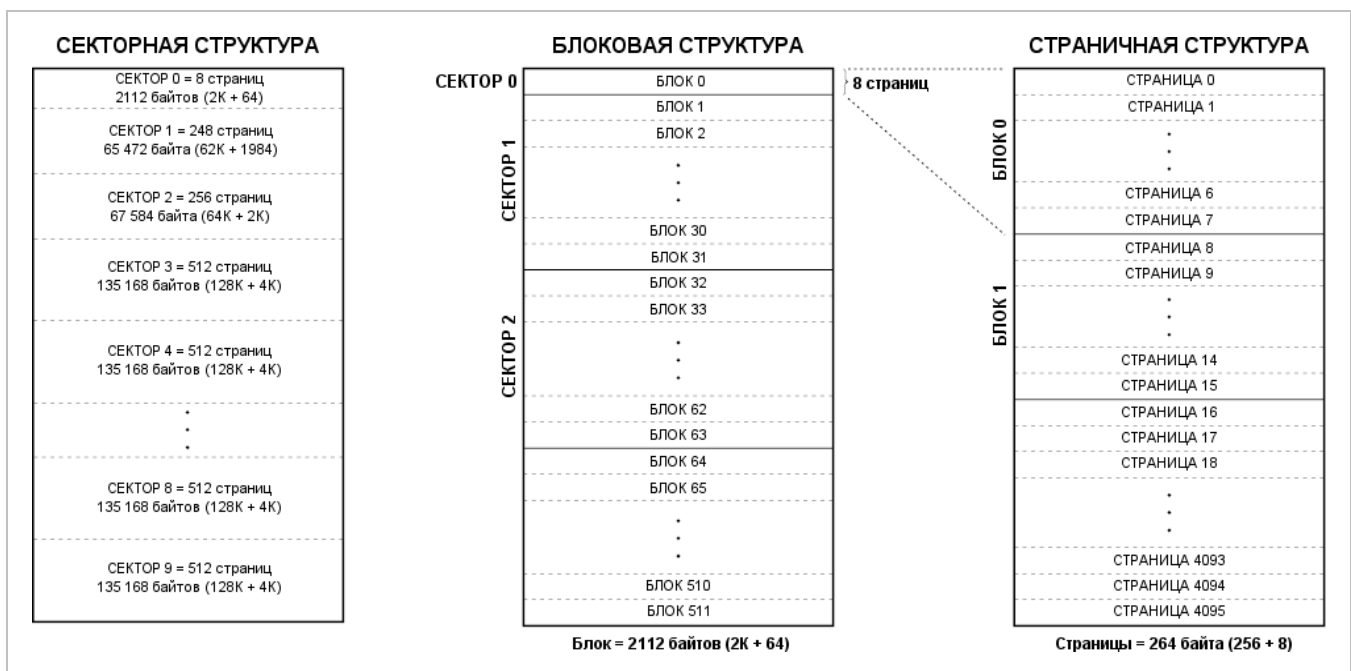 СЕКТОРНАЯ СТРУКТУРА
СЕКТОР 0 = 8 страниц
2112 байтов (2К + 64)
СЕКТОР 1 = 248 страниц
65 472 байта (62К + 1984)
СЕКТОР 2 = 256 страниц
67 584 байта (64К + 2К)
СЕКТОР 3 = 512 страниц
135 168 байтов (128К + 4К)
СЕКТОР 4 = 512 страниц
135 168 байтов (128К + 4К)
СЕКТОР 8 = 512 страниц
135 168 байтов (128К + 4К)
СЕКТОР 9 = 512 страниц
135 168 байтов (128К + 4К)
БЛОКОВАЯ СТРУКТУРА
СЕКТОР 0
СЕКТОР 1
СЕКТОР 2
БЛОК 0
БЛОК 1
БЛОК 2
БЛОК 30
БЛОК 31
БЛОК 32
БЛОК 33
БЛОК 62
БЛОК 63
БЛОК 64
БЛОК 65
БЛОК 510
БЛОК 511
Блок = 2112 байтов (2К + 64)
8 страниц
СТРАНИЧНАЯ СТРУКТУРА
БЛОК 0
БЛОК 1
СТРАНИЦА 0
СТРАНИЦА 1
СТРАНИЦА 6
СТРАНИЦА 7
СТРАНИЦА 8
СТРАНИЦА 9
СТРАНИЦА 14
СТРАНИЦА 15
СТРАНИЦА 16
СТРАНИЦА 17
СТРАНИЦА 18
СТРАНИЦА 4093
СТРАНИЦА 4094
СТРАНИЦА 4095
Страницы = 264 байта (256 + 8)